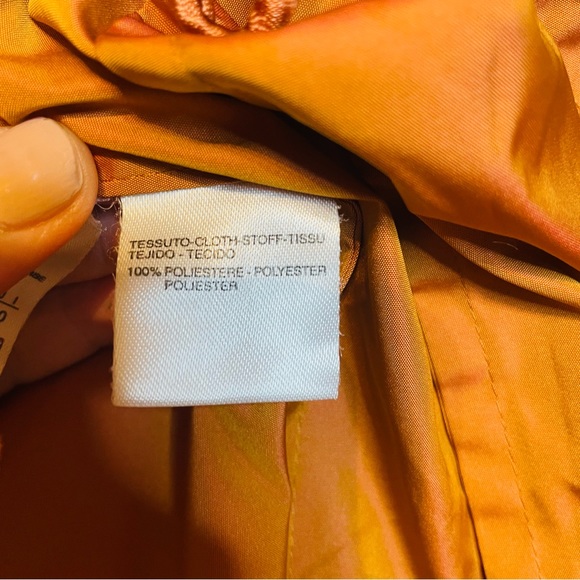 TESSUTO-CLOTH-STOFF-TISSU
TEJIDO - TECIDO
100% POLIESTERE - POLYESTER
POLIESTER